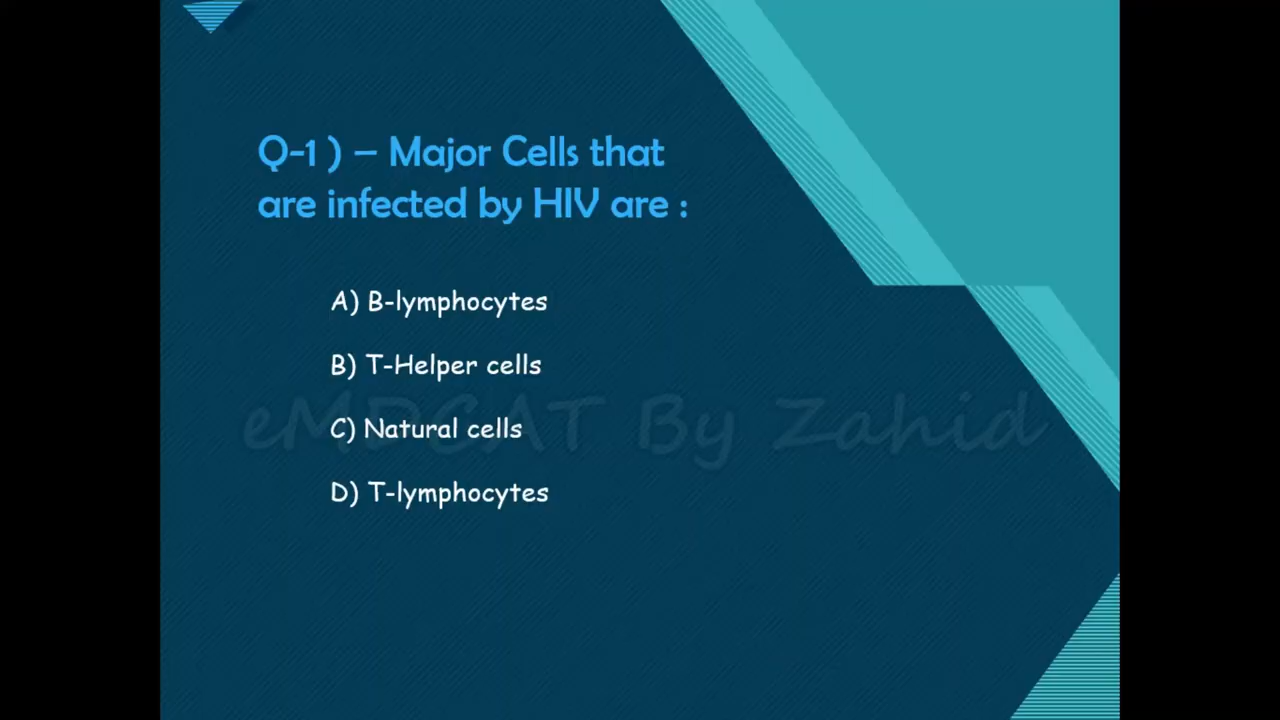 Q-1 ) – Major Cells that
are infected by HIV are :
A) B-lymphocytes
B) T-Helper cells
C) Natural cells
D) T-lymphocytes
eMDCAT By Zahid